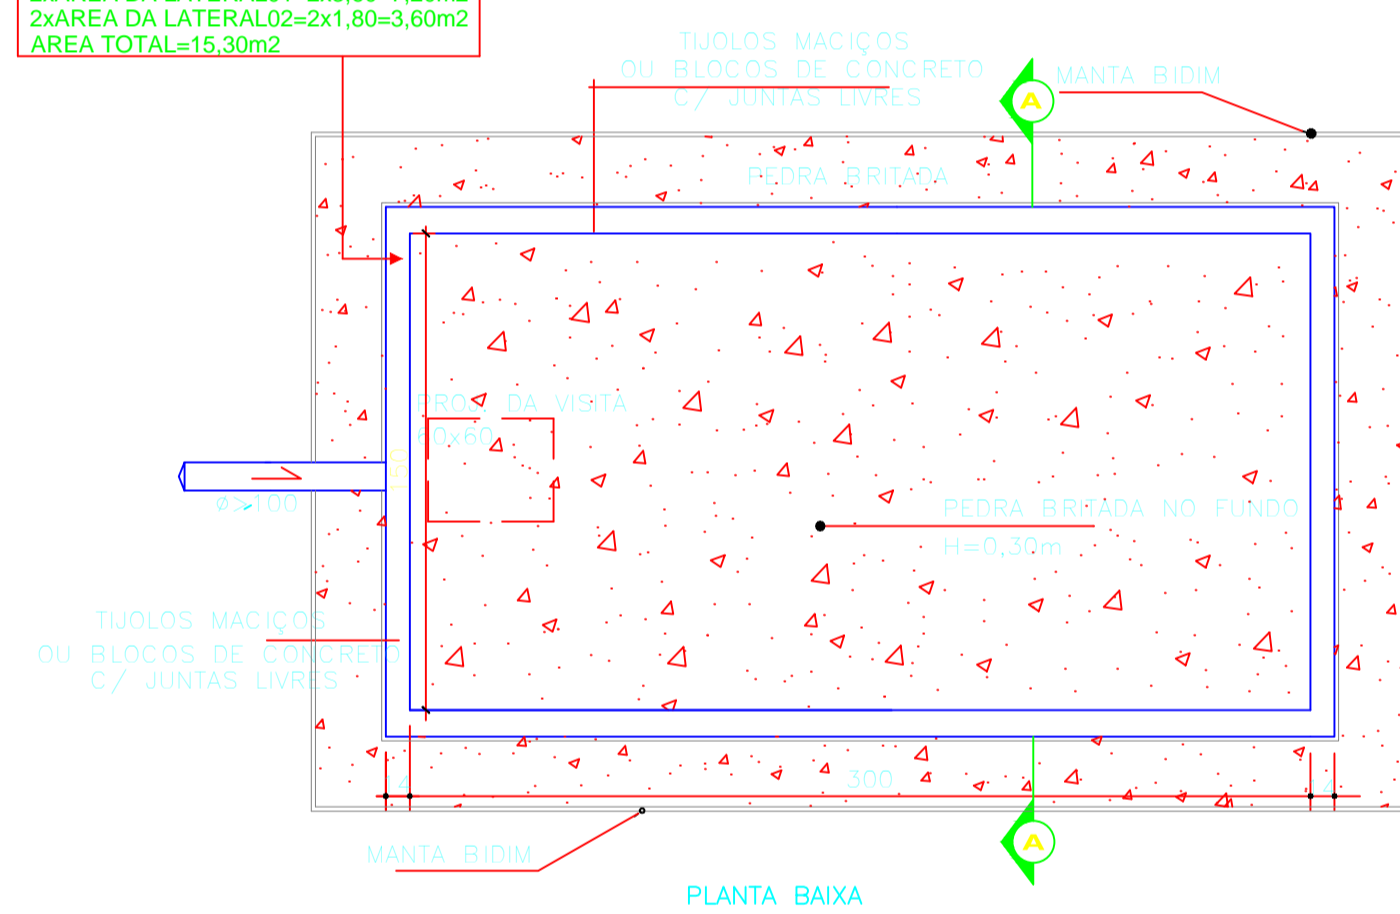 2xAREA DA LATERAL02=2x1,80=3,60m2
AREA TOTAL=15,30m2
TIJOLOS MACIÇOS
OU BLOCOS DE CONCRETO
C/ JUNTAS LIVRES
A
MANTA BIDIM
PEDRA BRITADA
PROJ. DA VISITA
60x60
150
ø>100
PEDRA BRITADA NO FUNDO
H=0,30m
TIJOLOS MACIÇOS
OU BLOCOS DE CONCRETO
C/ JUNTAS LIVRES
14
300
14
MANTA BIDIM
A
PLANTA BAIXA